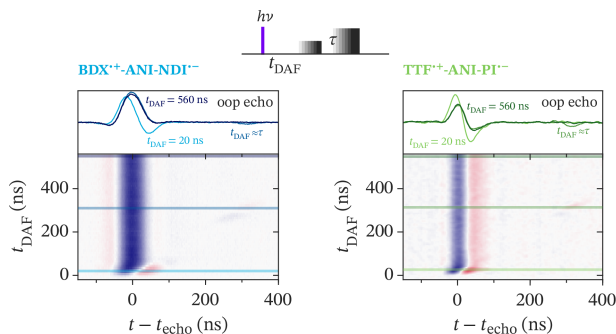 hν
τ
t_DAF
BDX•+-ANI-NDI•−
TTF•+-ANI-PI•−
t_DAF = 560 ns
oop echo
t_DAF = 20 ns
t_DAF≈τ
oop echo
t_DAF = 560 ns
t_DAF = 20 ns
t_DAF≈τ
t_DAF (ns)
400
200
0
0
200
400
t − t_echo (ns)
t_DAF (ns)
400
200
0
0
200
400
t − t_echo (ns)